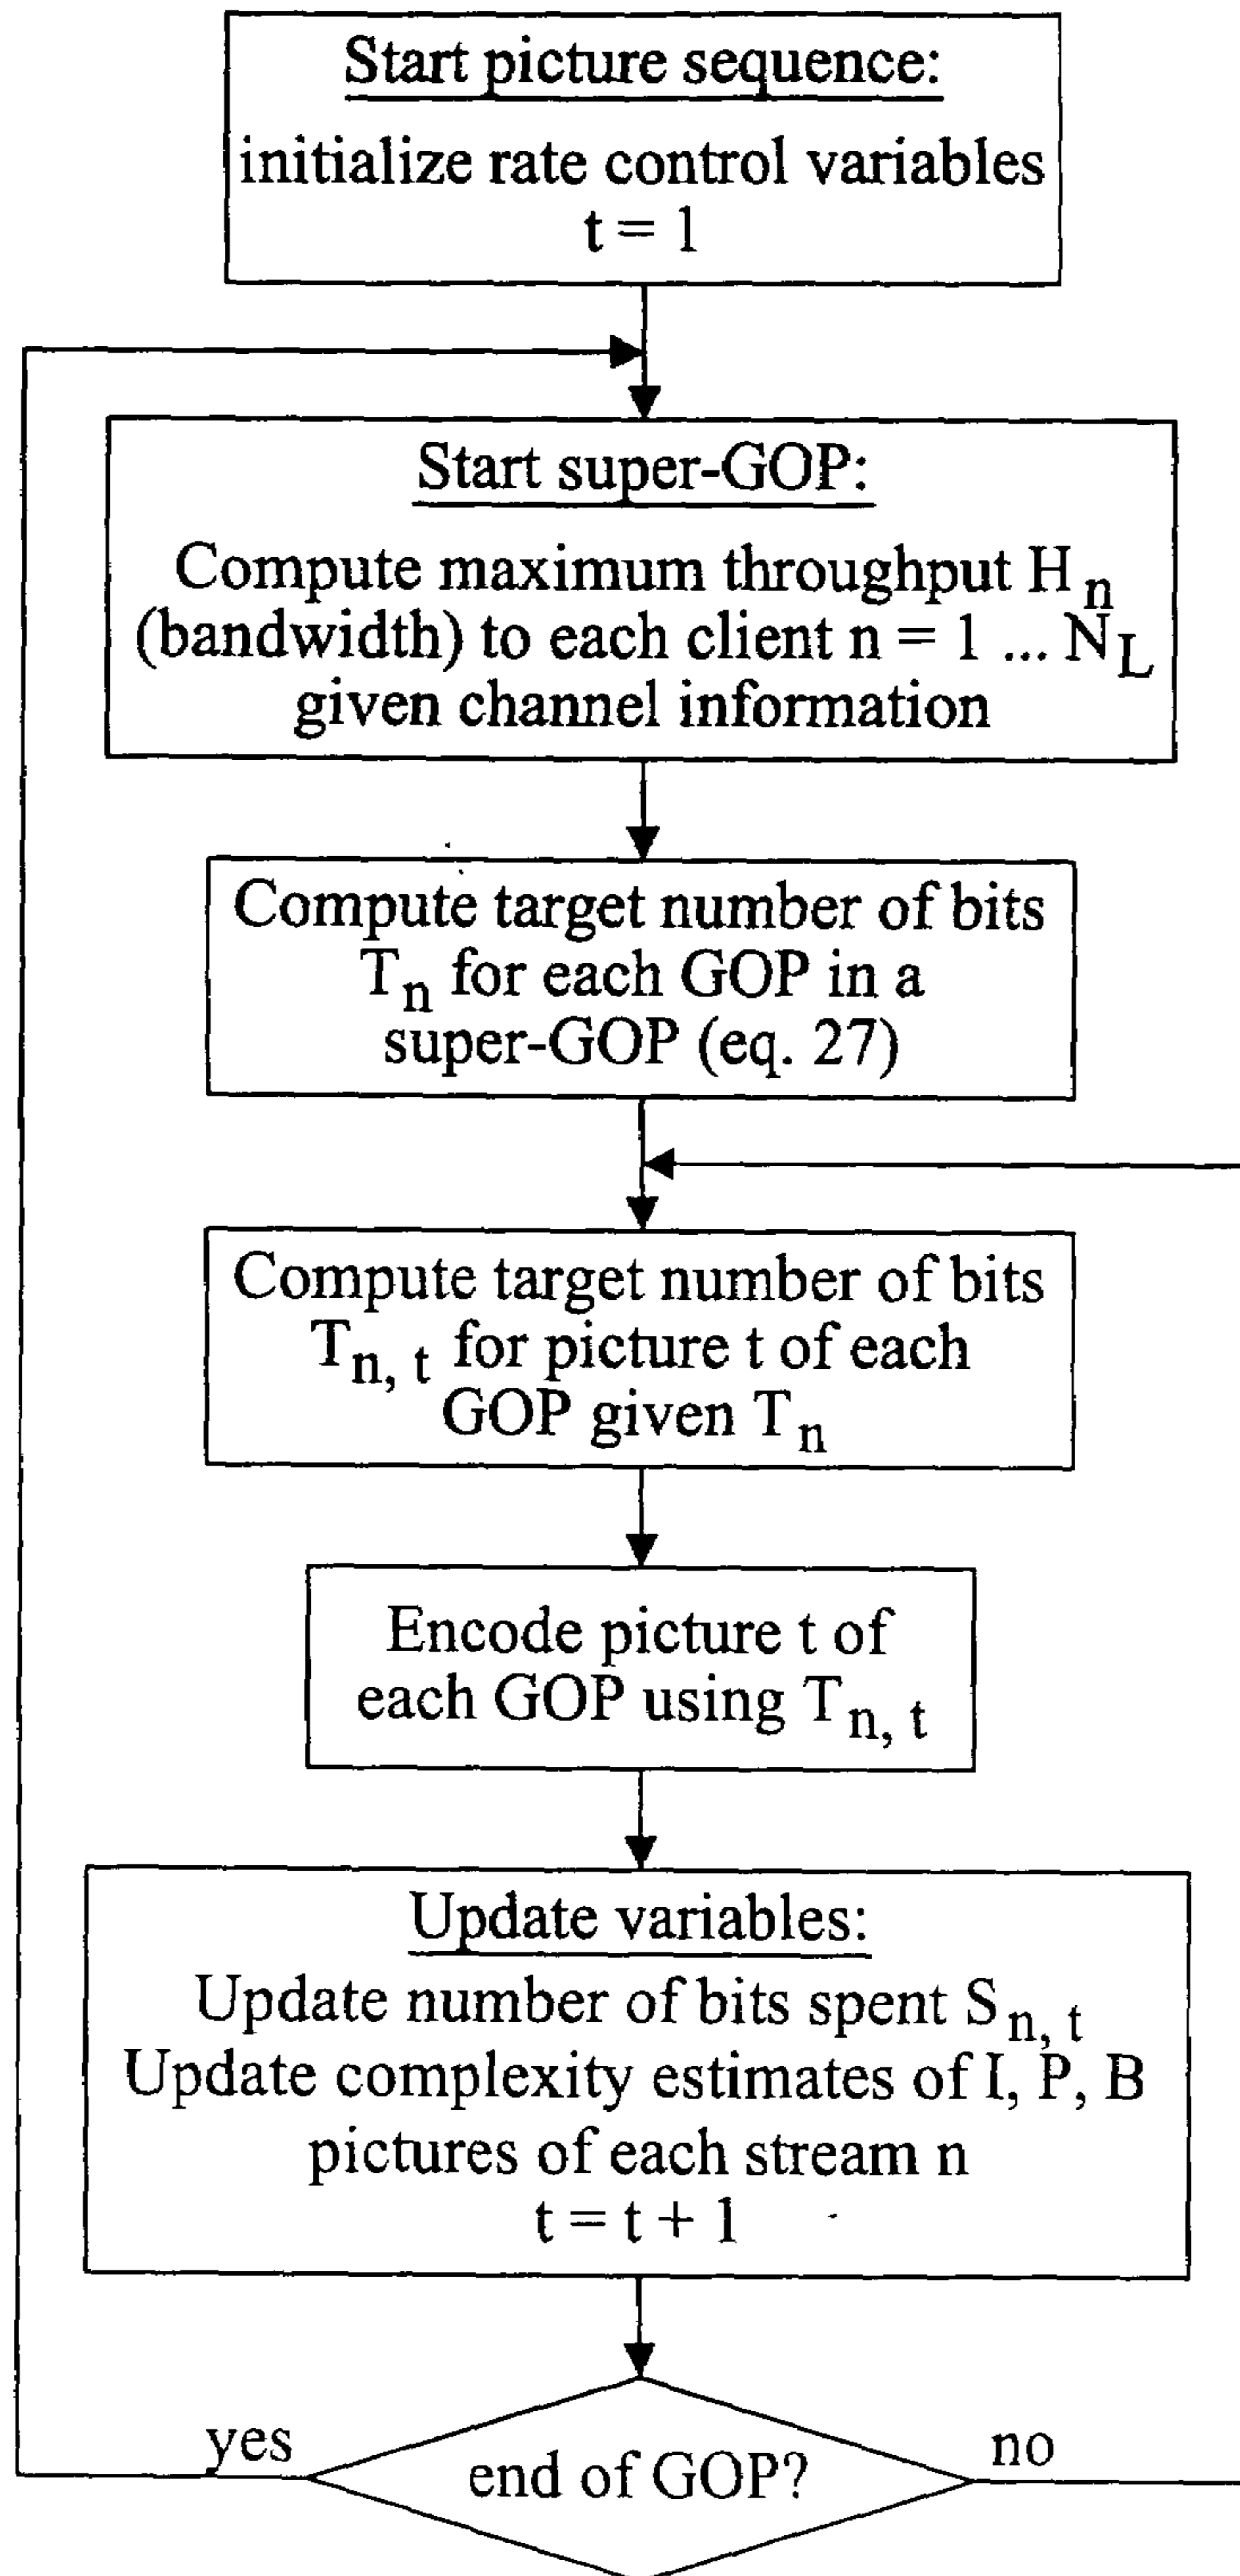 Start picture sequence:
initialize rate control variables
t = 1
Start super-GOP:
Compute maximum throughput H n
(bandwidth) to each client n = 1 ... N L
given channel information
Compute target number of bits
T n for each GOP in a
super-GOP (eq. 27)
Compute target number of bits
T n, t for picture t of each
GOP given T n
Encode picture t of
each GOP using T n, t
Update variables:
Update number of bits spent S n, t
Update complexity estimates of I, P, B
pictures of each stream n
t = t + 1
yes
end of GOP?
no